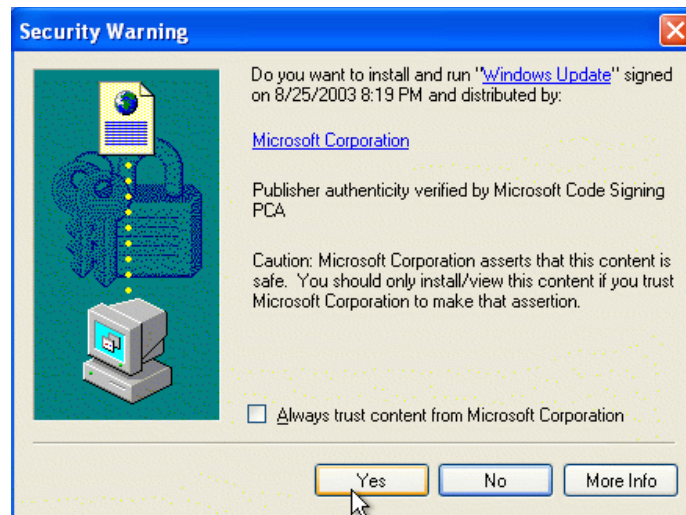 Security Warning
Do you want to install and run "Windows Update" signed
on 8/25/2003 8:19 PM and distributed by:
Microsoft Corporation
Publisher authenticity verified by Microsoft Code Signing
PCA
Caution: Microsoft Corporation asserts that this content is
safe. You should only install/view this content if you trust
Microsoft Corporation to make that assertion.
Always trust content from Microsoft Corporation
Yes No More Info